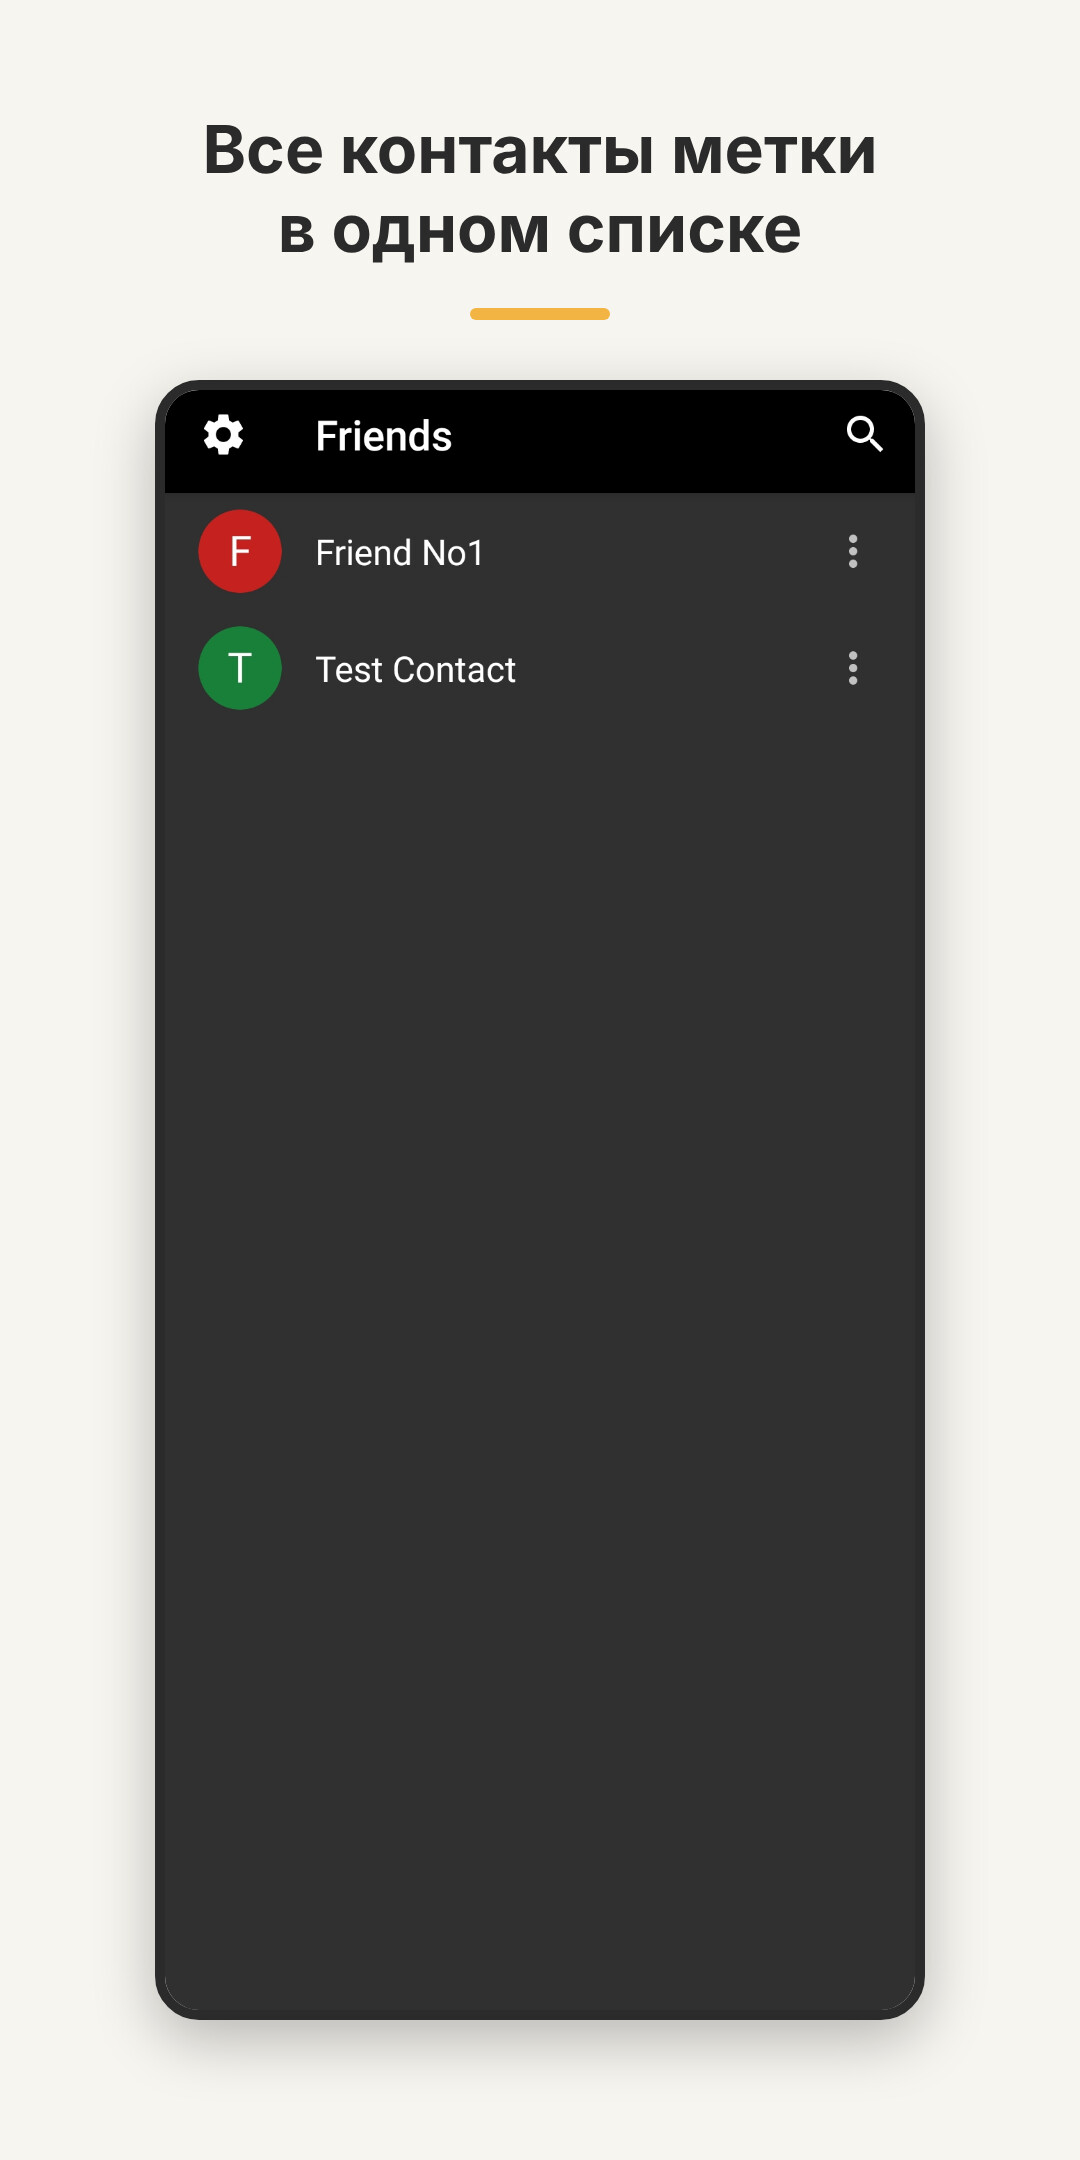 Все контакты метки
в одном списке
Friends
F
Friend No1
T
Test Contact